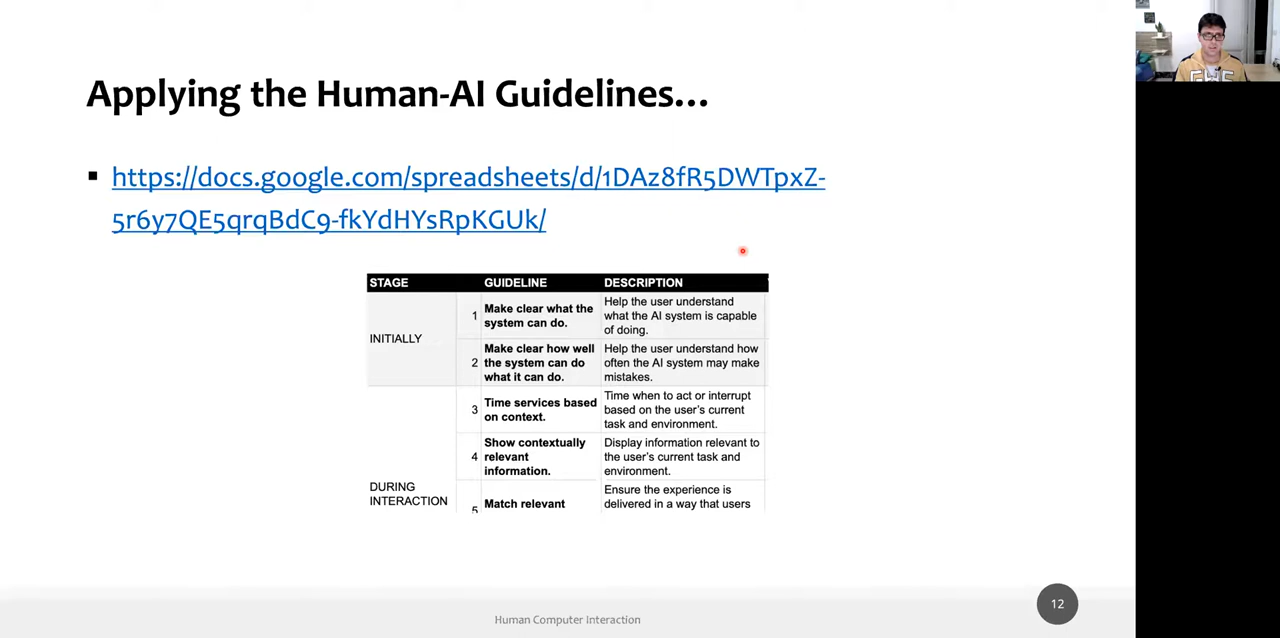 Applying the Human-AI Guidelines...
https://docs.google.com/spreadsheets/d/1DAz8fR5DWTpxZ-
5r6y7QE5qrqBdC9-fkYdHYsRpKGUk/
STAGE GUIDELINE DESCRIPTION
INITIALLY
1 Make clear what the system can do.
Help the user understand
what the AI system is capable
of doing.
2 Make clear how well
the system can do
what it can do.
Help the user understand how
often the AI system may make
mistakes.
DURING
INTERACTION
3 Time services based
on context.
Time when to act or interrupt
based on the user's current
task and environment.
4 Show contextually
relevant
information.
Display information relevant to
the user's current task and
environment.
5 Match relevant
Ensure the experience is
delivered in a way that users
Human Computer Interaction
12